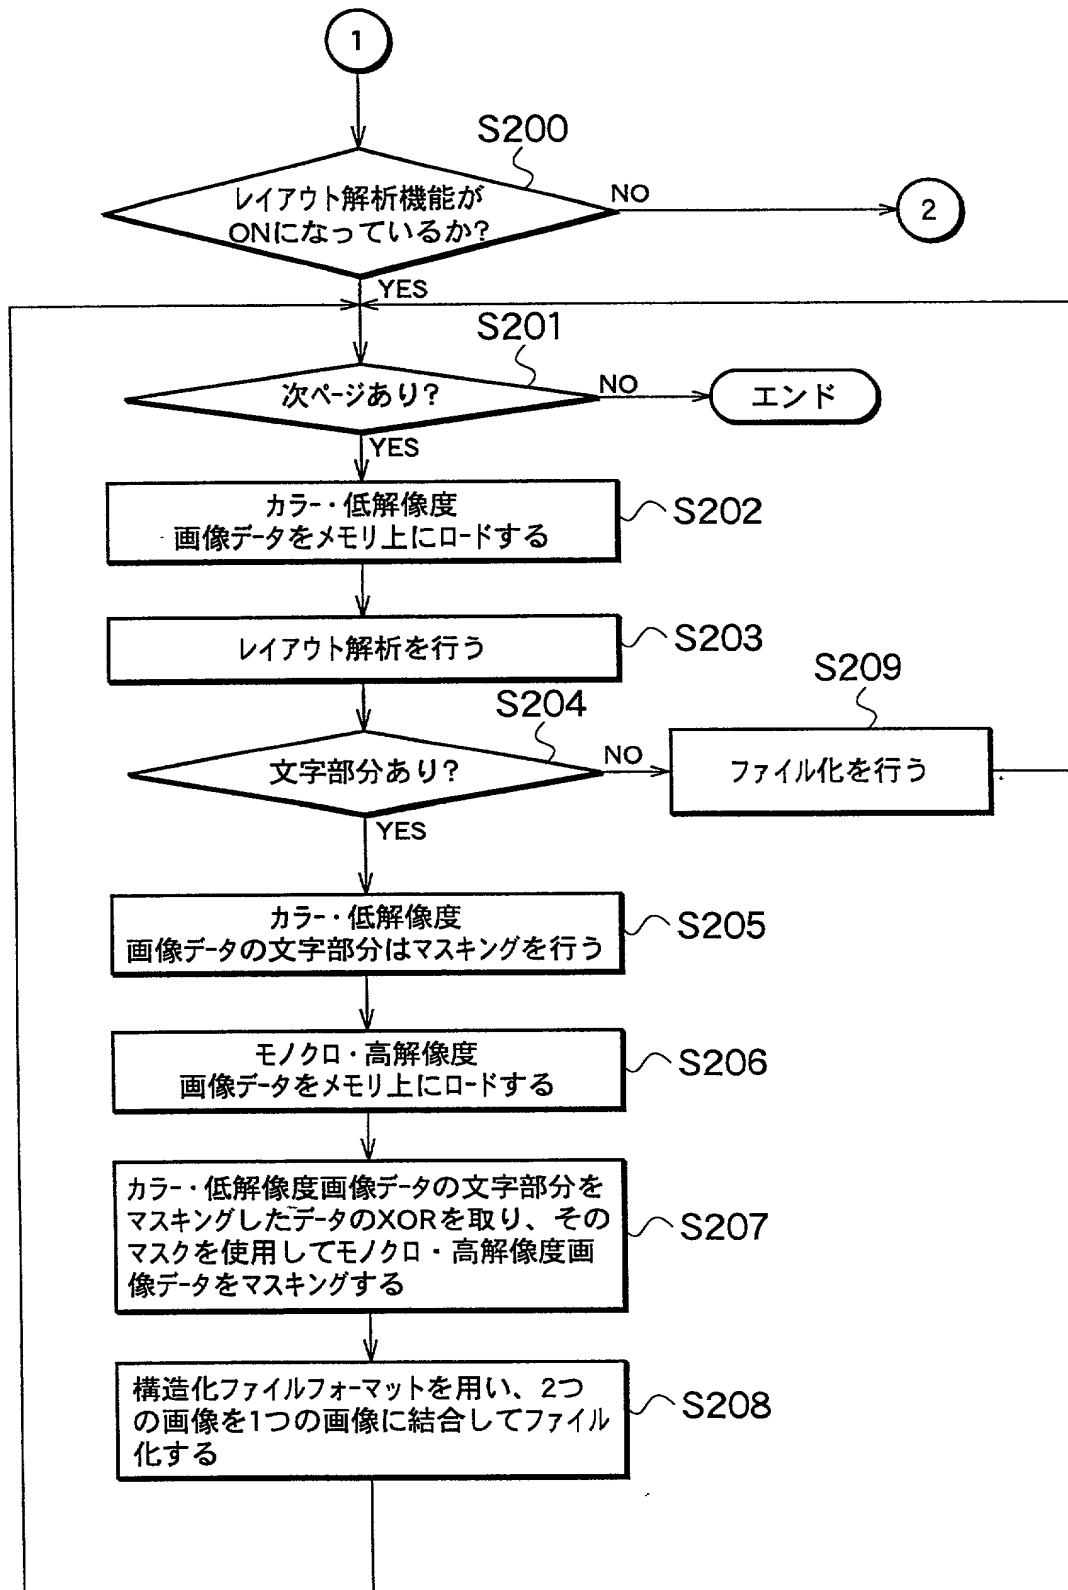 1
S200
レイアウト解析機能が
ONになっているか?
NO
2
YES
S201
次ページあり?
NO
エンド
YES
カラー・低解像度
画像データをメモリ上にロードする
S202
レイアウト解析を行う
S203
S204
文字部分あり?
NO
S209
ファイル化を行う
YES
カラー・低解像度
画像データの文字部分はマスキングを行う
S205
モノクロ・高解像度
画像データをメモリ上にロードする
S206
カラー・低解像度画像データの文字部分を
マスキングしたデータのXORを取り、その
マスクを使用してモノクロ・高解像度画
像データをマスキングする
S207
構造化ファイルフォーマットを用い、2つ
の画像を1つの画像に結合してファイル
化する
S208